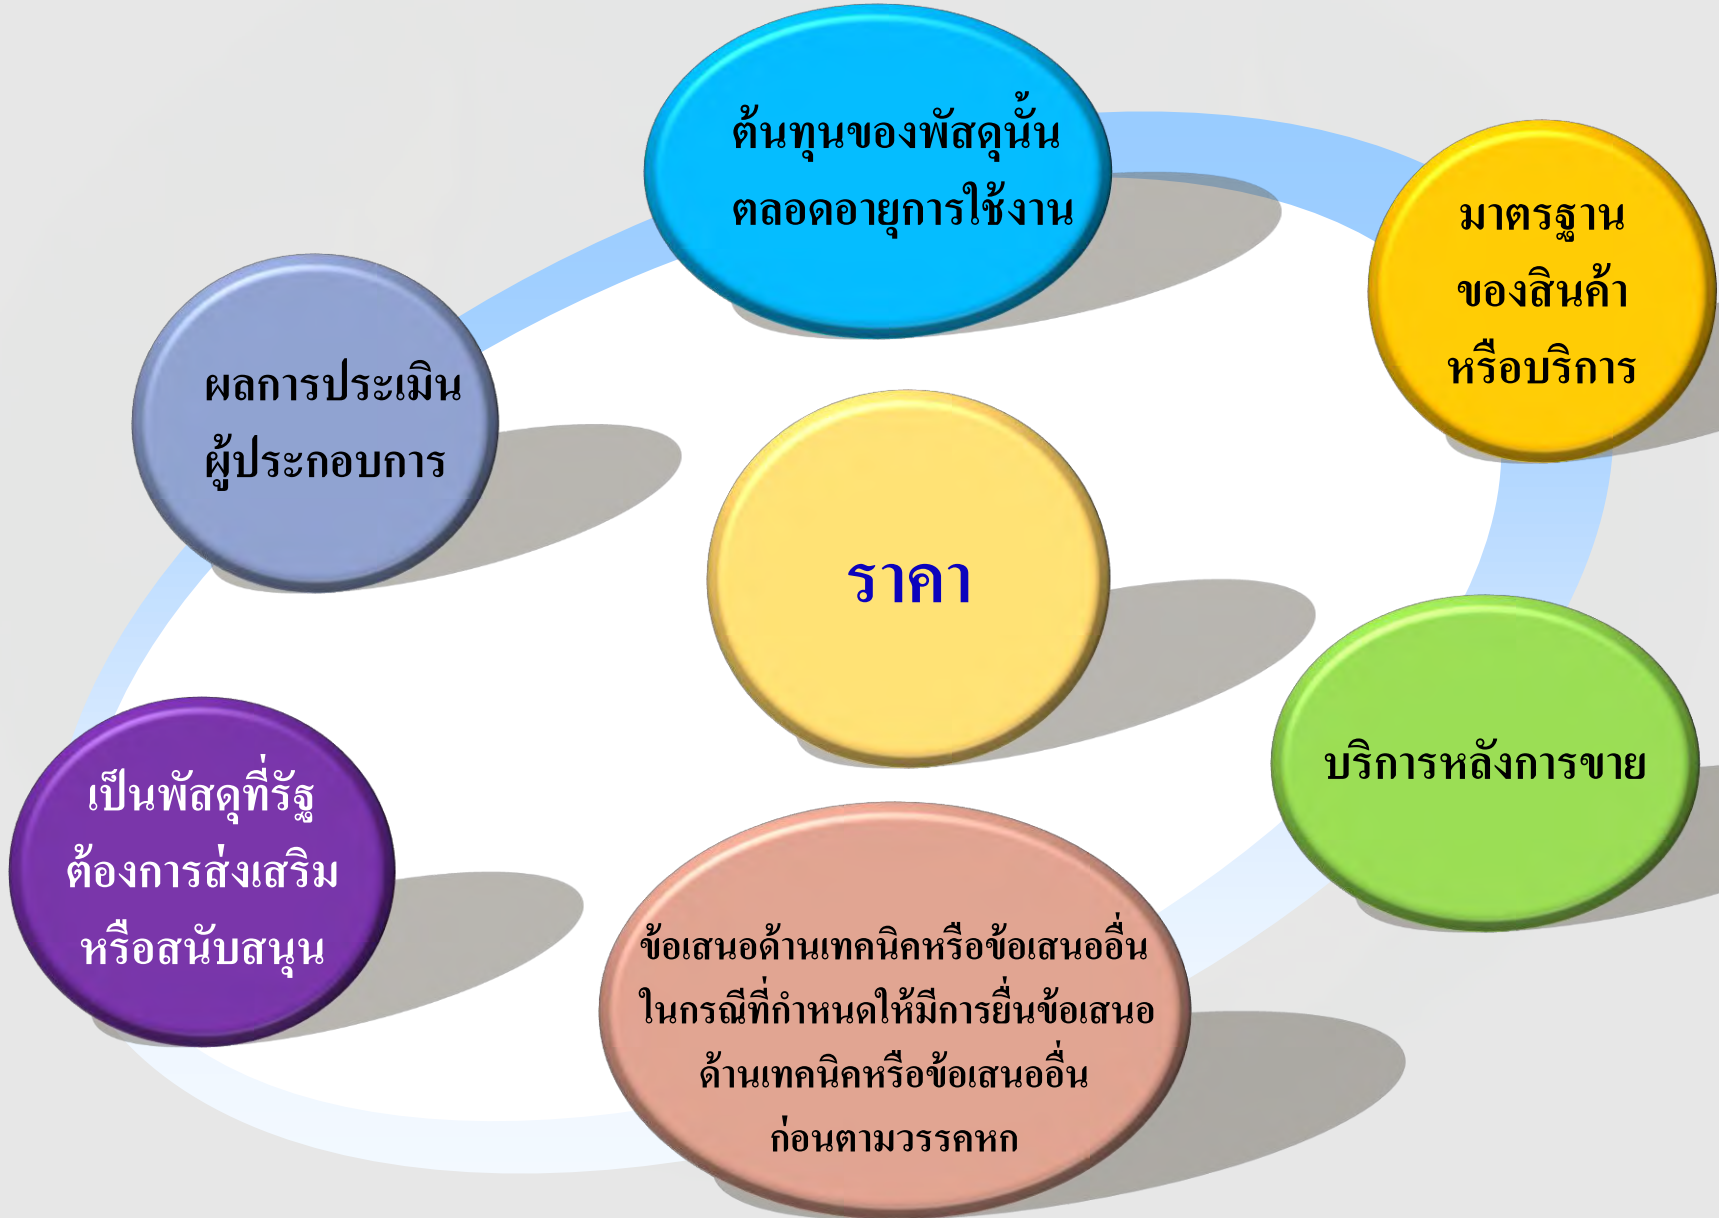 ต้นทุนของพัสดุนั้น
ตลอดอายุการใช้งาน
มาตรฐาน
ของสินค้า
หรือบริการ
ผลการประเมิน
ผู้ประกอบการ
ราคา
บริการหลังการขาย
เป็นพัสดุที่รัฐ
ต้องการส่งเสริม
หรือสนับสนุน
ข้อเสนอด้านเทคนิคหรือข้อเสนออื่น
ในกรณีที่กำหนดให้มีการยื่นข้อเสนอ
ด้านเทคนิคหรือข้อเสนออื่น
ก่อนตามวรรคหก